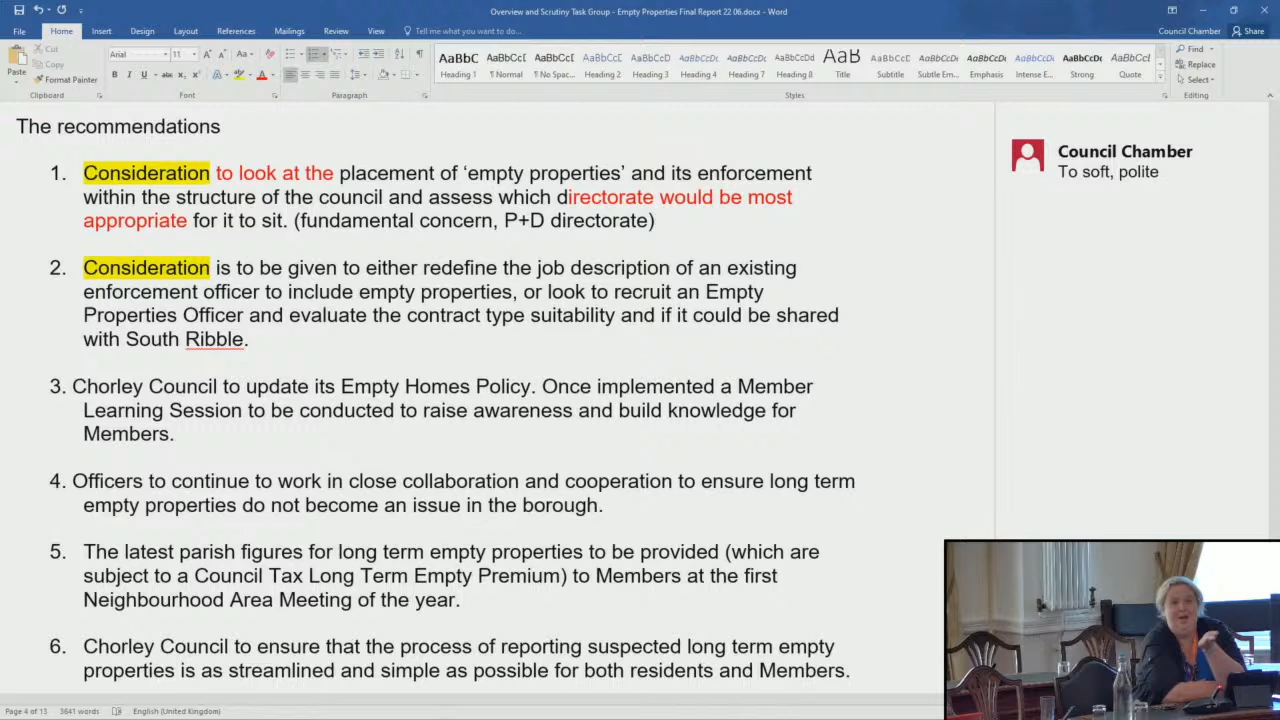 Overview and Scrutiny Task Group - Empty Properties Final Report 22 06.docx - Word
File Home Insert Design Layout References Mailings Review View Tell me what you want to do... Council Chamber Share
Cut
Copy
Format Painter
Paste
Clipboard
Arial 11
Font
Paragraph
AaBbC AaBbCcI AaBbCcI AaBbCcI AaBbCcD AaBbCcI AaBbCcD AaBbCcDd AaB AaBbCcD AaBbCcDc AaBbCcDc AaBbCcDc AaBbCcDc AaBbCcI
Heading 1 ¶ Normal ¶ No Spac... Heading 2 Heading 3 Heading 4 Heading 7 Heading 8 Title Subtitle Subtle Em... Emphasis Intense E... Strong Quote
Styles
Find
Replace
Select
Editing
The recommendations
1. Consideration to look at the placement of ‘empty properties’ and its enforcement
within the structure of the council and assess which directorate would be most
appropriate for it to sit. (fundamental concern, P+D directorate)
2. Consideration is to be given to either redefine the job description of an existing
enforcement officer to include empty properties, or look to recruit an Empty
Properties Officer and evaluate the contract type suitability and if it could be shared
with South Ribble.
3. Chorley Council to update its Empty Homes Policy. Once implemented a Member
Learning Session to be conducted to raise awareness and build knowledge for
Members.
4. Officers to continue to work in close collaboration and cooperation to ensure long term
empty properties do not become an issue in the borough.
5. The latest parish figures for long term empty properties to be provided (which are
subject to a Council Tax Long Term Empty Premium) to Members at the first
Neighbourhood Area Meeting of the year.
6. Chorley Council to ensure that the process of reporting suspected long term empty
properties is as streamlined and simple as possible for both residents and Members.
Council Chamber
To soft, polite
Page 4 of 13 3641 words English (United Kingdom)